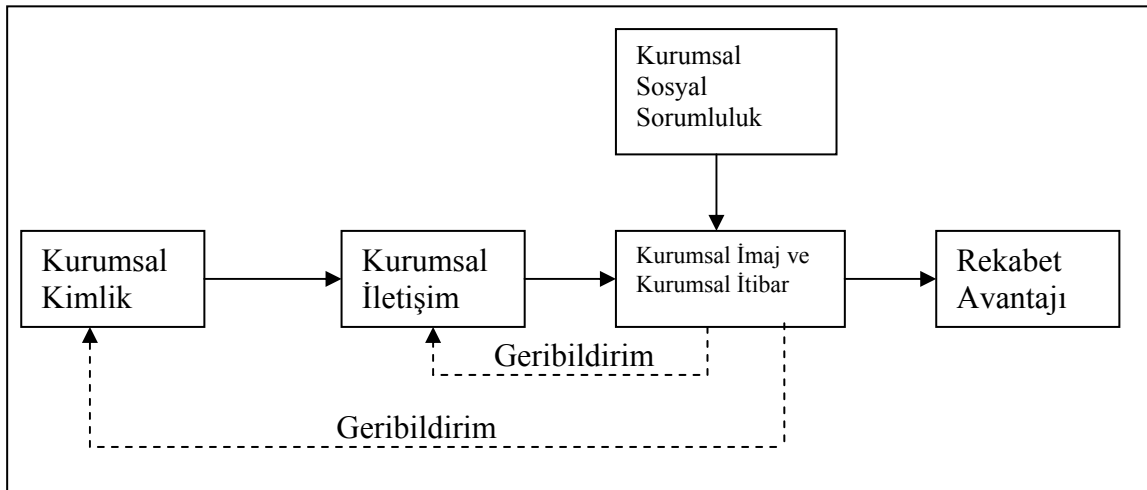 Kurumsal
Sosyal
Sorumluluk
Kurumsal
Kimlik
Kurumsal
İletişim
Kurumsal İmaj ve
Kurumsal İtibar
Rekabet
Avantajı
Geribildirim
Geribildirim